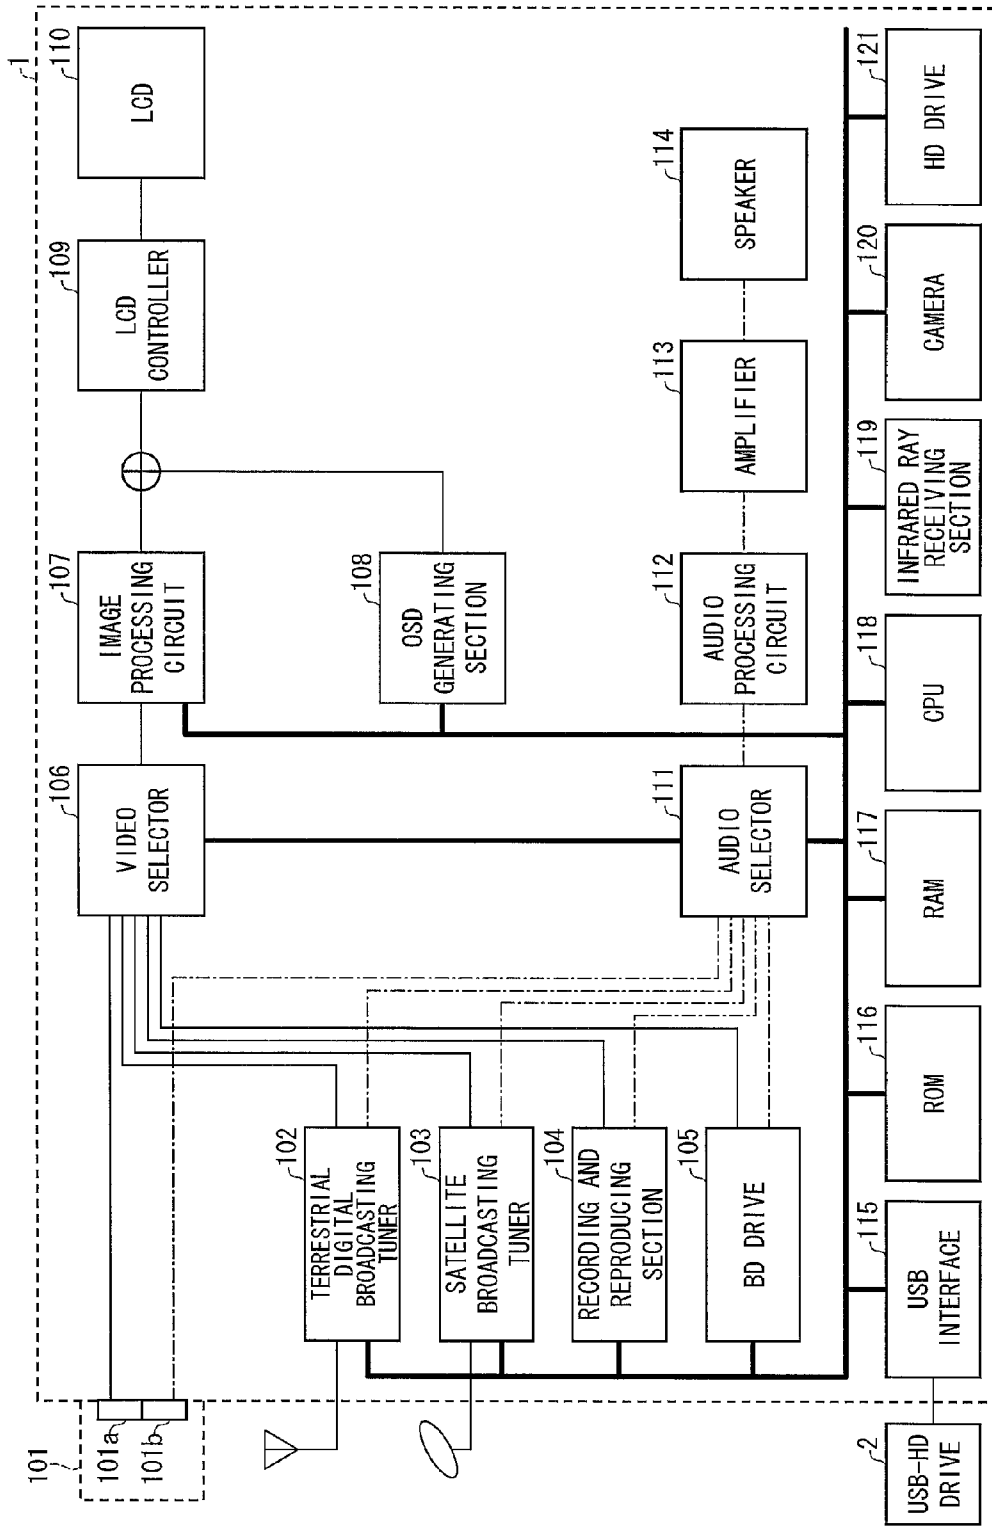 1
101
101a
101b
102
TERRESTRIAL
DIGITAL
BROADCASTING
TUNER
103
SATELLITE
BROADCASTING
TUNER
104
RECORDING AND
REPRODUCING
SECTION
105
BD DRIVE
106
VIDEO
SELECTOR
107
IMAGE
PROCESSING
CIRCUIT
108
OSD
GENERATING
SECTION
109
LCD
CONTROLLER
110
LCD
111
AUDIO
SELECTOR
112
AUDIO
PROCESSING
CIRCUIT
113
AMPLIFIER
114
SPEAKER
2
USB-HD
DRIVE
115
USB
INTERFACE
116
ROM
117
RAM
118
CPU
119
INFRARED RAY
RECEIVING
SECTION
120
CAMERA
121
HD DRIVE